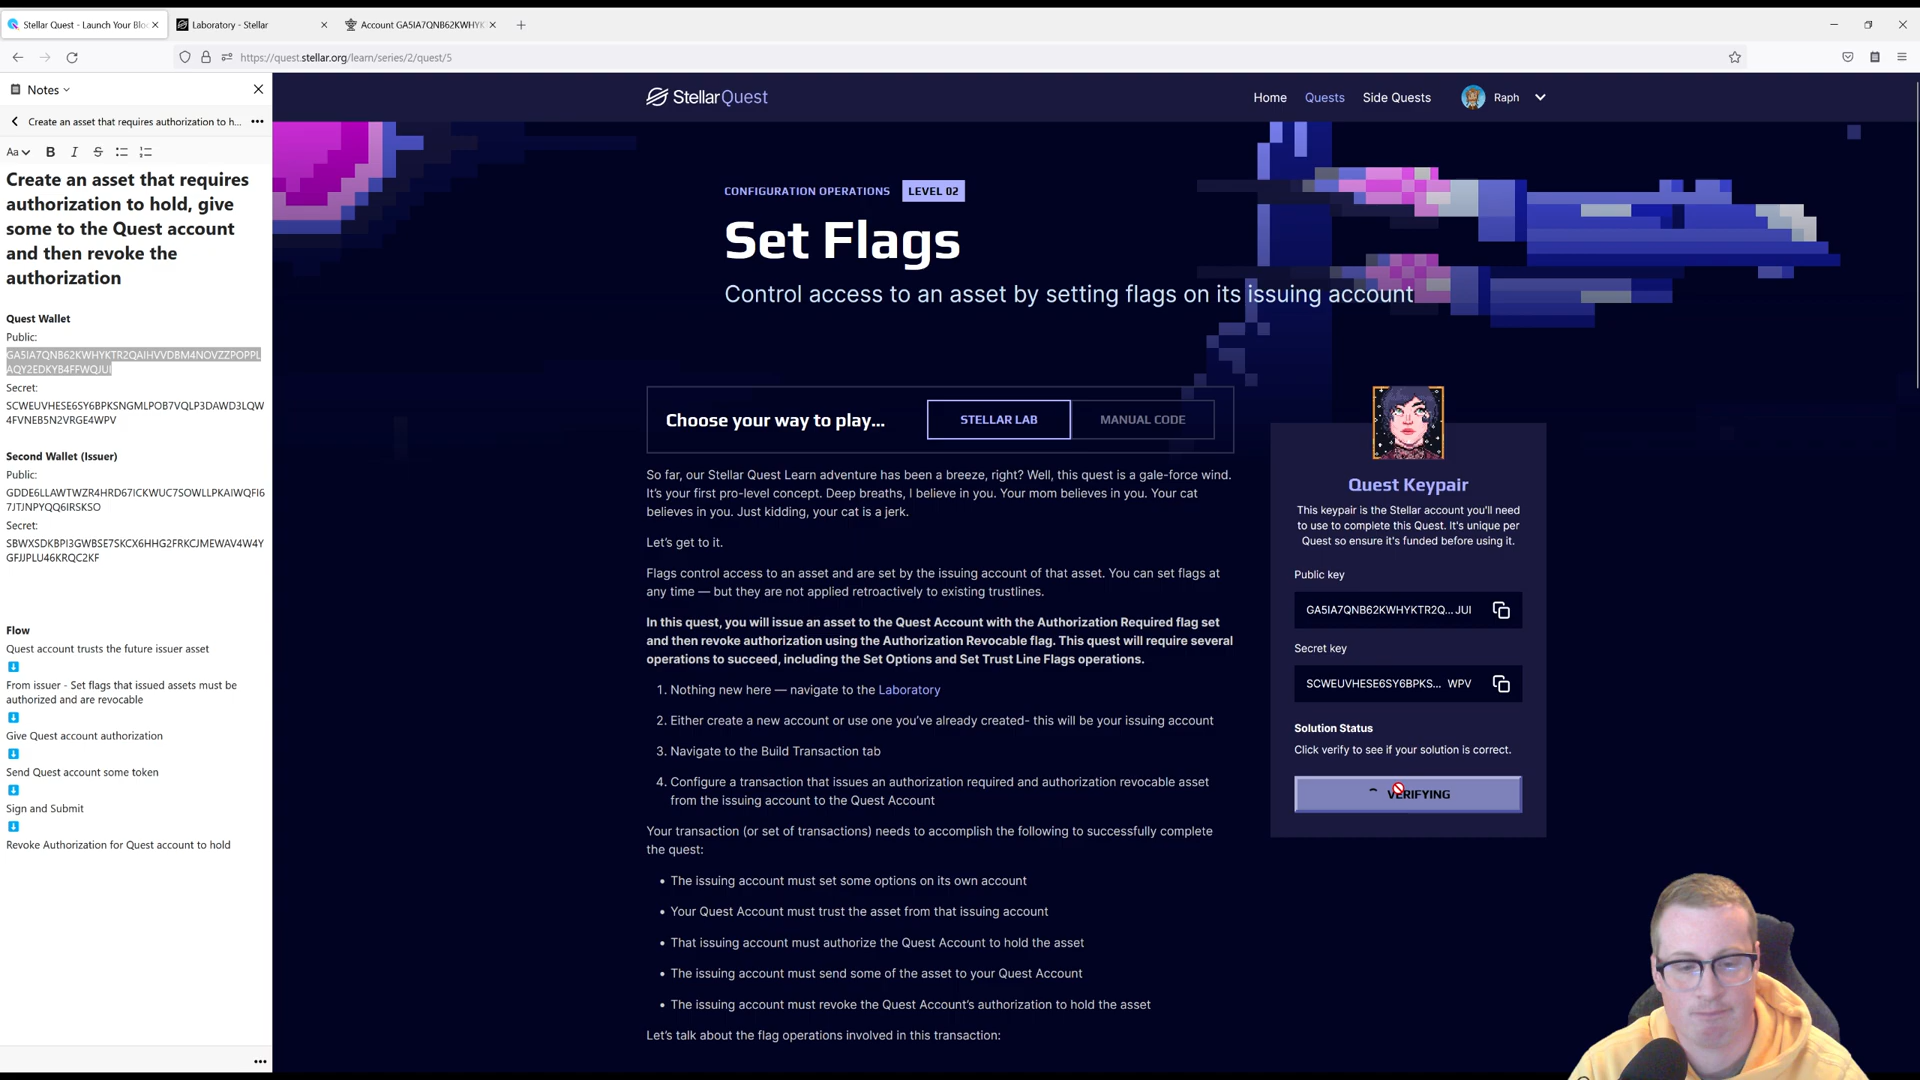 Stellar Quest - Launch Your Bloc
Laboratory - Stellar
Account GA5IA7QNB62KWHYK
https://quest.stellar.org/learn/series/2/quest/5
Notes
Create an asset that requires authorization to h...
Aa
B I S
Create an asset that requires
authorization to hold, give
some to the Quest account
and then revoke the
authorization
Quest Wallet
Public:
GA5IA7QNB62KWHYKTR2QAIHVVDBM4NOVZZPOPPL
AQY2EDKYB4FFWQJUI
Secret:
SCWEUVHESE6SY6BPKSNGMLPOB7VQLP3DAWD3LQW
4FVNEB5N2VRGE4WPV
Second Wallet (Issuer)
Public:
GDDE6LLAWTWZR4HRD67ICKWUC7SOWLLPKAIWQFI6
7JTJNPYQQ6IRSKSO
Secret:
SBWXSDKBPI3GWBSE7SKCX6HHG2FRKCJMEWAV4W4Y
GFJJPLU46KRQC2KF
Flow
Quest account trusts the future issuer asset
From issuer - Set flags that issued assets must be
authorized and are revocable
Give Quest account authorization
Send Quest account some token
Sign and Submit
Revoke Authorization for Quest account to hold
StellarQuest
Home
Quests
Side Quests
Raph
CONFIGURATION OPERATIONS
LEVEL 02
Set Flags
Control access to an asset by setting flags on its issuing account
Choose your way to play...
STELLAR LAB
MANUAL CODE
So far, our Stellar Quest Learn adventure has been a breeze, right? Well, this quest is a gale-force wind.
It's your first pro-level concept. Deep breaths, I believe in you. Your mom believes in you. Your cat
believes in you. Just kidding, your cat is a jerk.
Let's get to it.
Flags control access to an asset and are set by the issuing account of that asset. You can set flags at
any time — but they are not applied retroactively to existing trustlines.
In this quest, you will issue an asset to the Quest Account with the Authorization Required flag set
and then revoke authorization using the Authorization Revocable flag. This quest will require several
operations to succeed, including the Set Options and Set Trust Line Flags operations.
1. Nothing new here — navigate to the Laboratory
2. Either create a new account or use one you've already created- this will be your issuing account
3. Navigate to the Build Transaction tab
4. Configure a transaction that issues an authorization required and authorization revocable asset
from the issuing account to the Quest Account
Your transaction (or set of transactions) needs to accomplish the following to successfully complete
the quest:
• The issuing account must set some options on its own account
• Your Quest Account must trust the asset from that issuing account
• That issuing account must authorize the Quest Account to hold the asset
• The issuing account must send some of the asset to your Quest Account
• The issuing account must revoke the Quest Account's authorization to hold the asset
Let's talk about the flag operations involved in this transaction:
Quest Keypair
This keypair is the Stellar account you'll need
to use to complete this Quest. It's unique per
Quest so ensure it's funded before using it.
Public key
GA5IA7QNB62KWHYKTR2Q... JUI
Secret key
SCWEUVHESE6SY6BPKS... WPV
Solution Status
Click verify to see if your solution is correct.
VERIFYING